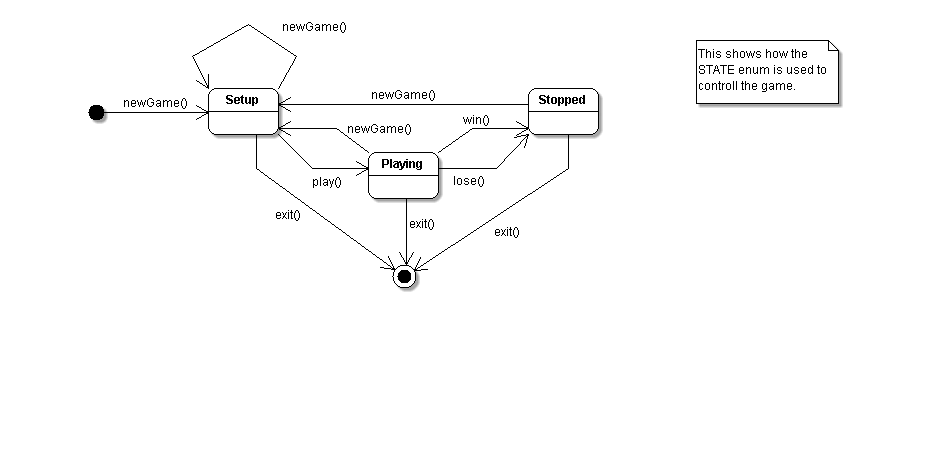 newGame()
This shows how the
STATE enum is used to
controll the game.
newGame()
Setup
newGame()
Stopped
newGame()
win()
Playing
play()
lose()
exit()
exit()
exit()